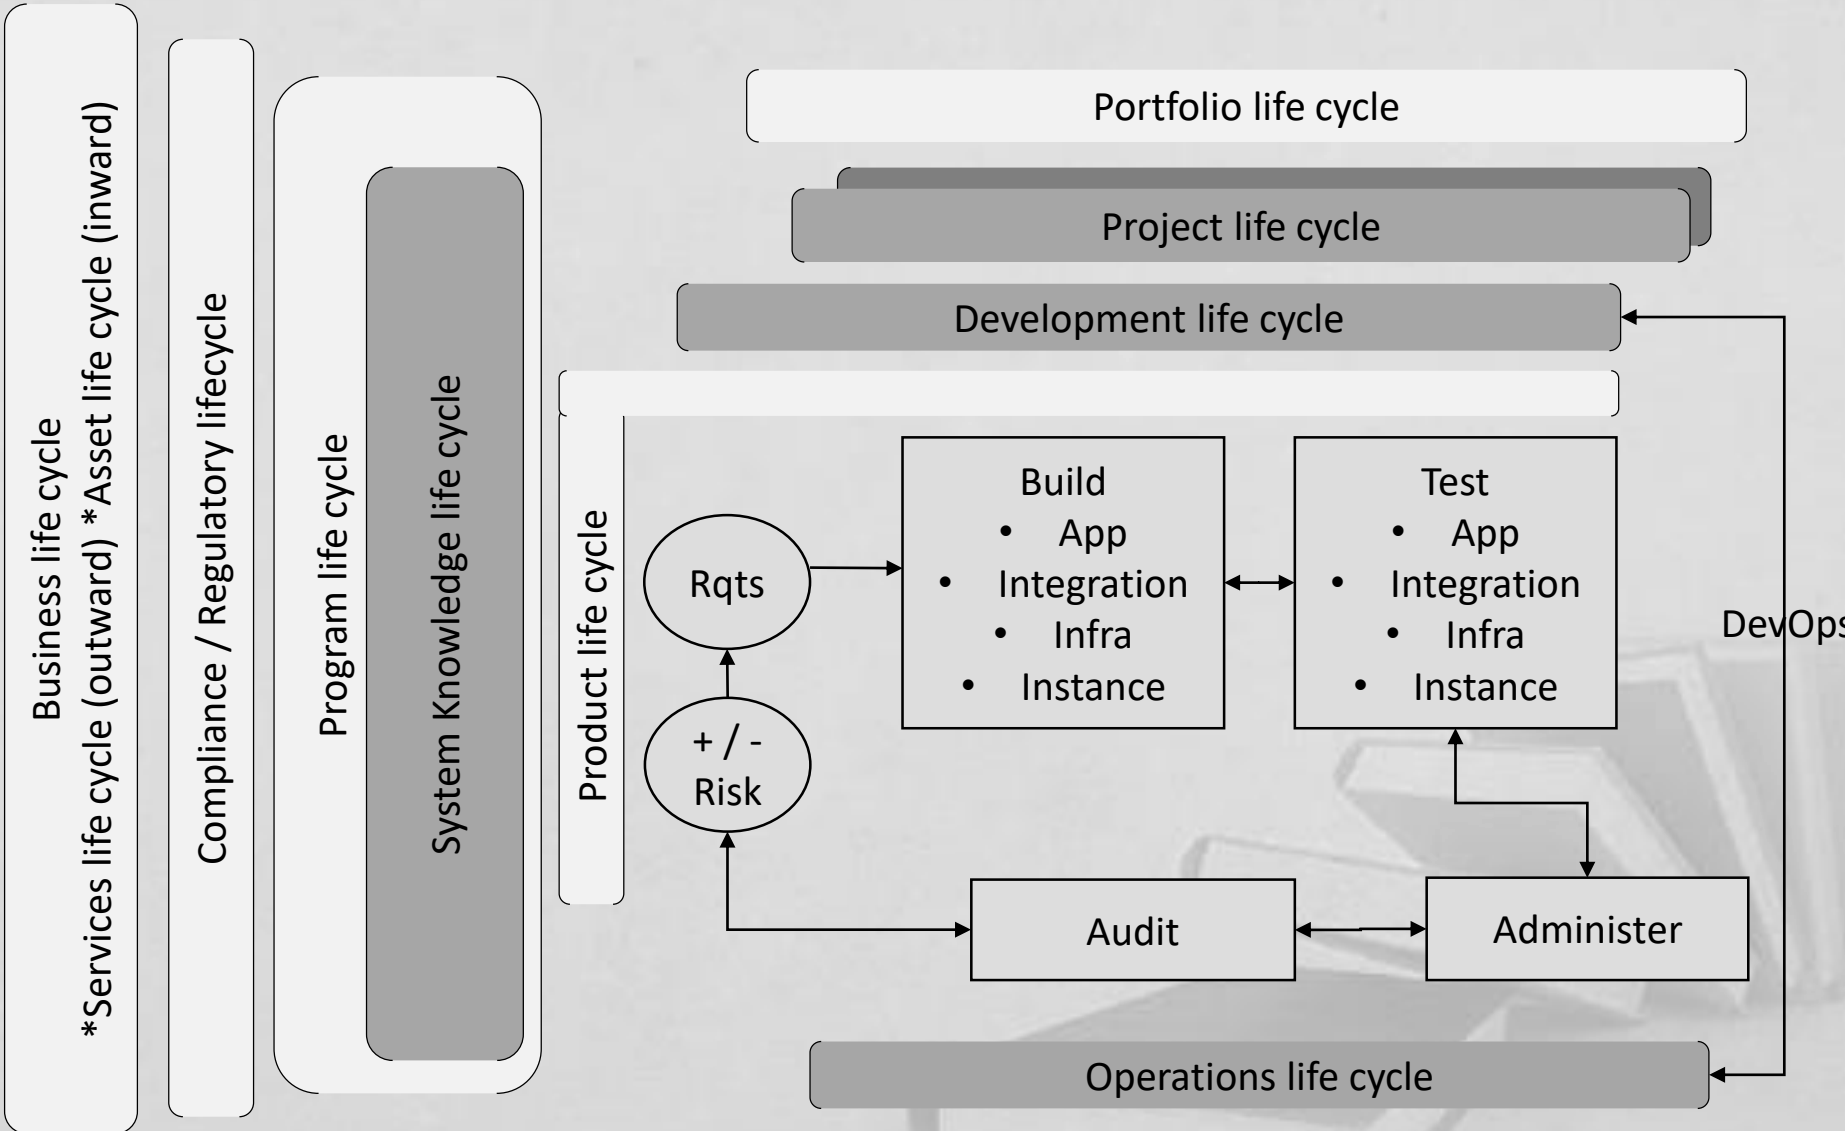 Business life cycle
*Services life cycle (outward) *Asset life cycle (inward)
Compliance / Regulatory lifecycle
Program life cycle
System Knowledge life cycle
Portfolio life cycle
Project life cycle
Development life cycle
Product life cycle
Rqts
+ / -
Risk
Build
• App
• Integration
• Infra
• Instance
Test
• App
• Integration
• Infra
• Instance
DevOps
Audit
Administer
Operations life cycle